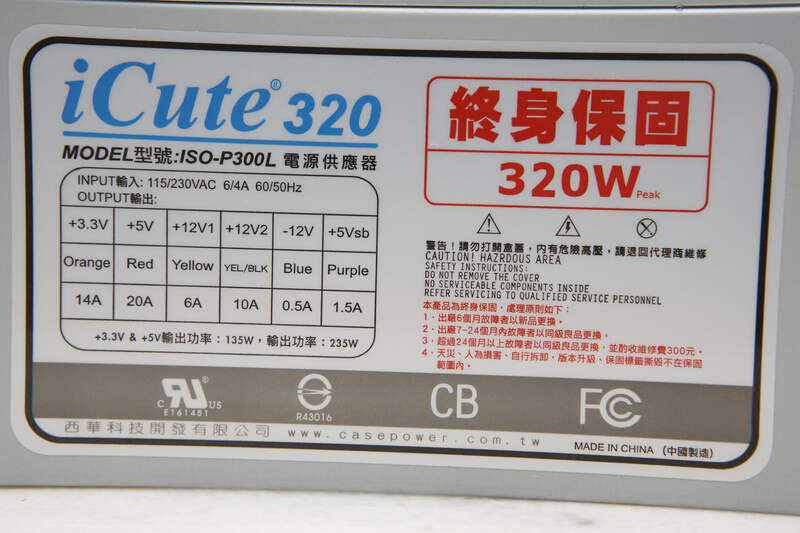 iCute® 320
MODEL型號:ISO-P300L 電源供應器
INPUT輸入: 115/230VAC 6/4A 60/50Hz
OUTPUT輸出:
+3.3V +5V +12V1 +12V2 -12V +5Vsb
Orange Red Yellow YEL/BLK Blue Purple
14A 20A 6A 10A 0.5A 1.5A
+3.3V & +5V輸出功率：135W，輸出功率：235W
終身保固
320W Peak
警告！請勿打開盒蓋，內有危險高壓，請退回代理商維修
CAUTION! HAZRDOUS AREA
SAFETY INSTRUCTIONS:
DO NOT REMOVE THE COVER
NO SERVICEABLE COMPONENTS INSIDE
REFER SERVICING TO QUALIFIED SERVICE PERSONNEL
本產品為終身保固，處理原則如下：
1．出廠6個月故障者以新品更換。
2．出廠7-24個月內故障者以同級良品更換。
3．超過24個月以上故障者以同級良品更換，並酌收維修費300元。
4．天災、人為損害、自行拆卸，版本升級、保固標籤撕毀不在保固
範圍內。
c RU US
E161451
R43016
CB
FC
西華科技開發有限公司 www.casepower.com.tw
MADE IN CHINA （中國製造）